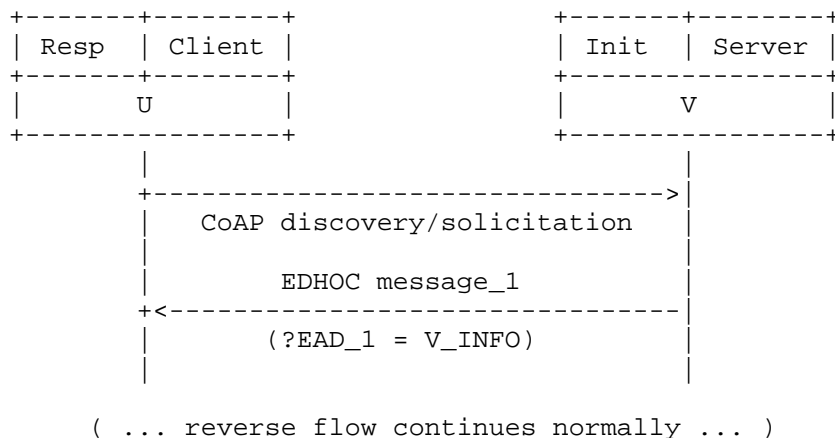 Resp Client Init Server
U V
CoAP discovery/solicitation
EDHOC message_1
(?EAD_1 = V_INFO)
( ... reverse flow continues normally ... )